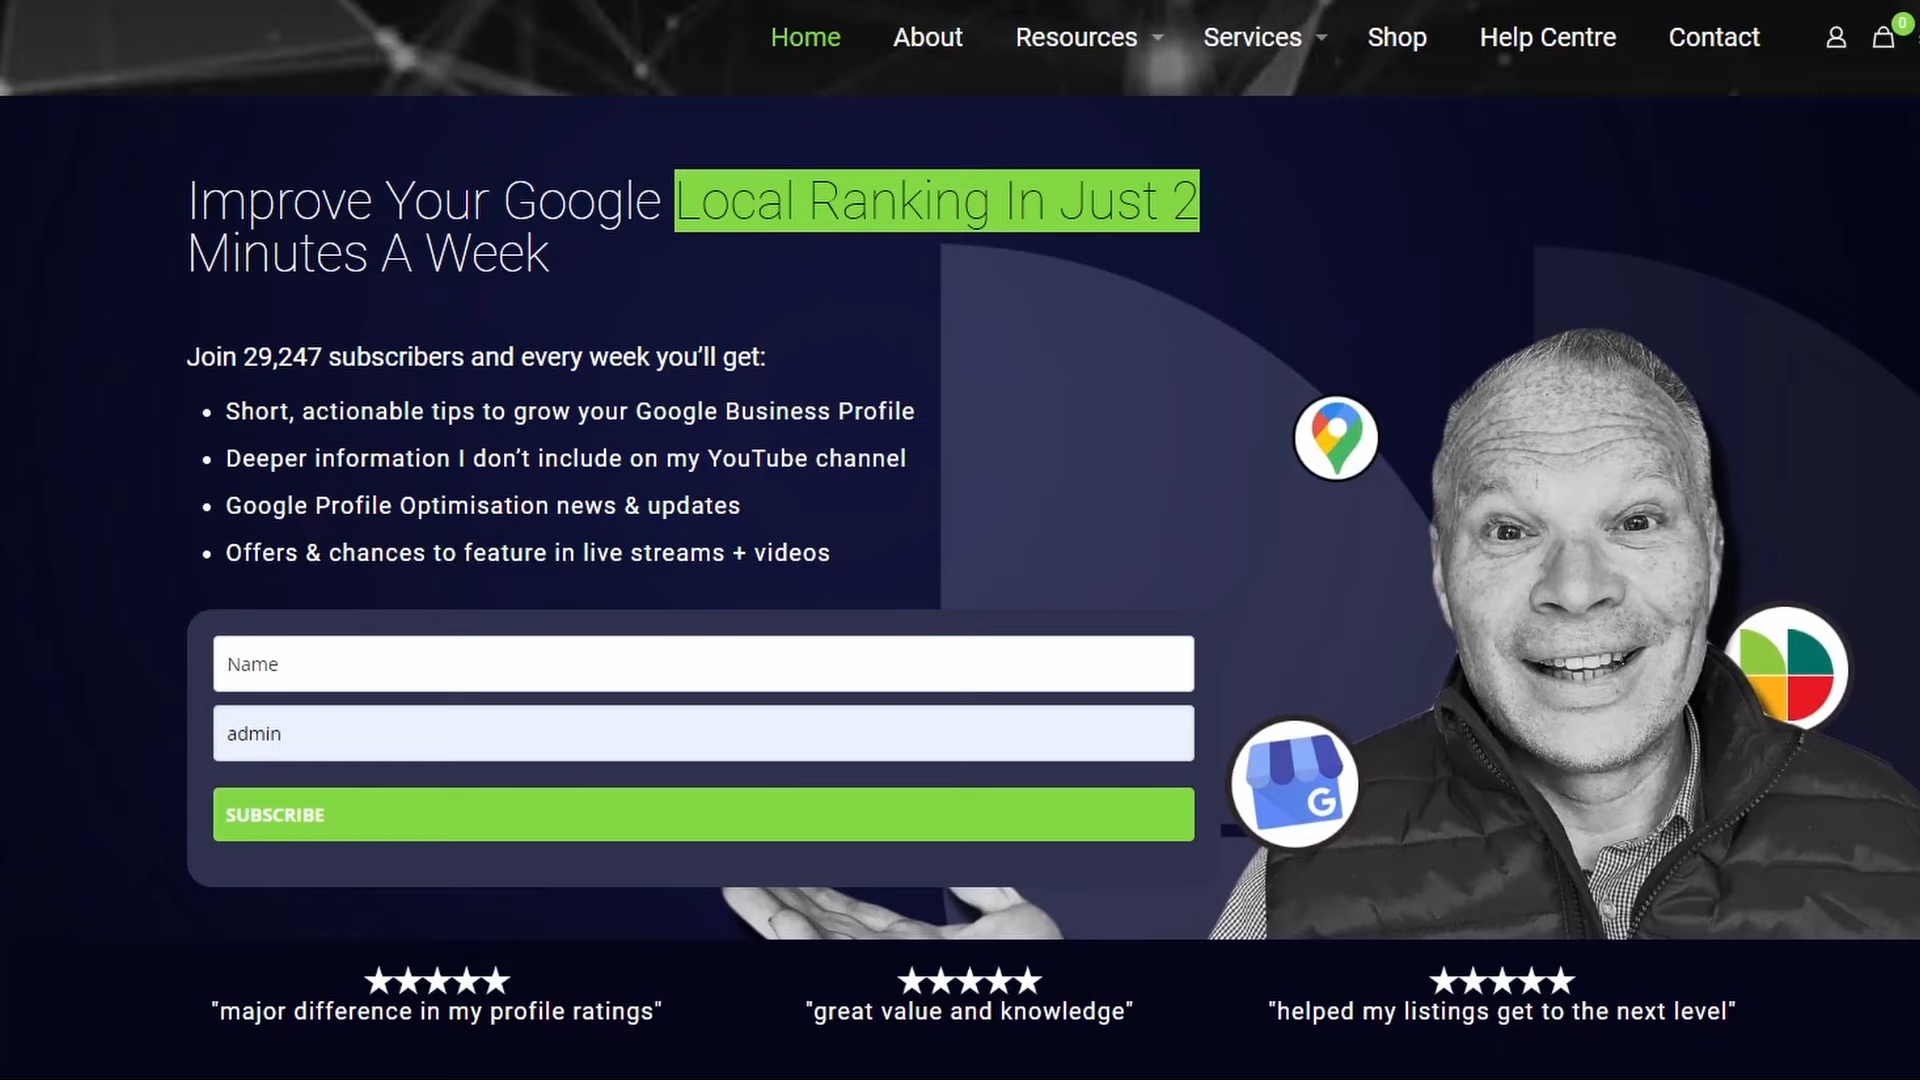 Home About Resources Services Shop Help Centre Contact 0
Improve Your Google Local Ranking In Just 2
Minutes A Week
Join 29,247 subscribers and every week you’ll get:
• Short, actionable tips to grow your Google Business Profile
• Deeper information I don’t include on my YouTube channel
• Google Profile Optimisation news & updates
• Offers & chances to feature in live streams + videos
Name
admin
SUBSCRIBE
G
"major difference in my profile ratings" "great value and knowledge" "helped my listings get to the next level"